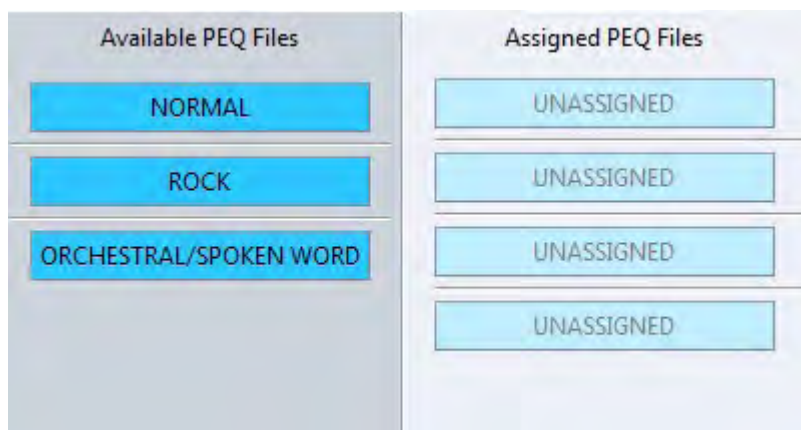 Available PEQ Files
NORMAL
ROCK
ORCHESTRAL/SPOKEN WORD
Assigned PEQ Files
UNASSIGNED
UNASSIGNED
UNASSIGNED
UNASSIGNED